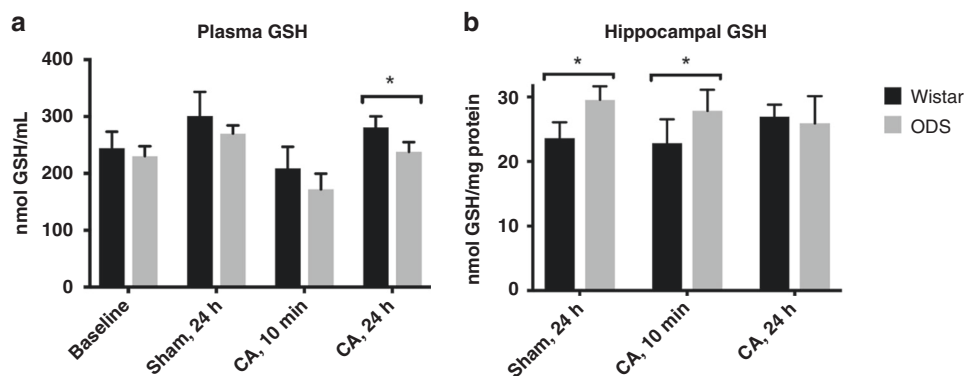 a
Plasma GSH
nmol GSH/mL
400
300
200
100
0
*
Baseline
Sham, 24 h
CA, 10 min
CA, 24 h
b
Hippocampal GSH
nmol GSH/mg protein
30
20
10
0
*
*
Sham, 24 h
CA, 10 min
CA, 24 h
Wistar
ODS